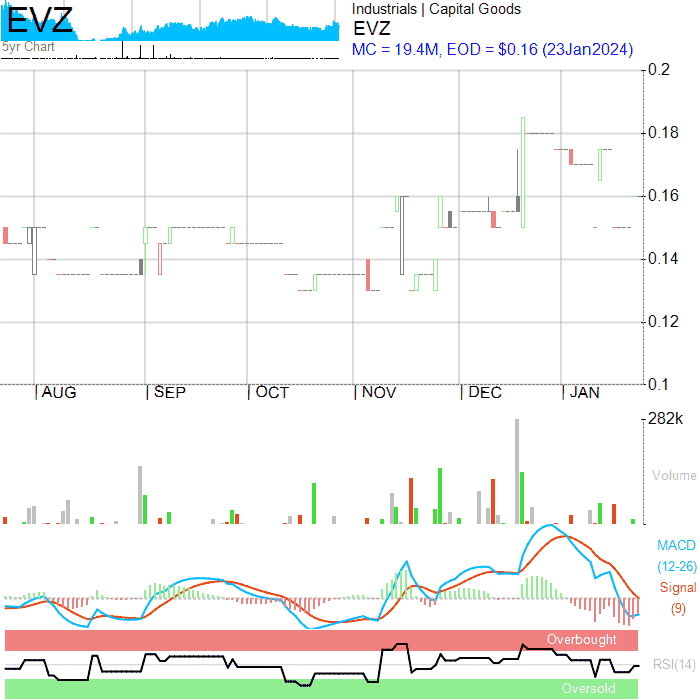 EVZ
5yr Chart
Industrials | Capital Goods
EVZ
MC = 19.4M, EOD = $0.16 (23Jan2024)
0.2
0.18
0.16
0.14
0.12
0.1
AUG
SEP
OCT
NOV
DEC
JAN
282k
Volume
MACD
(12-26)
Signal
(9)
Overbought
RSI(14)
Oversold